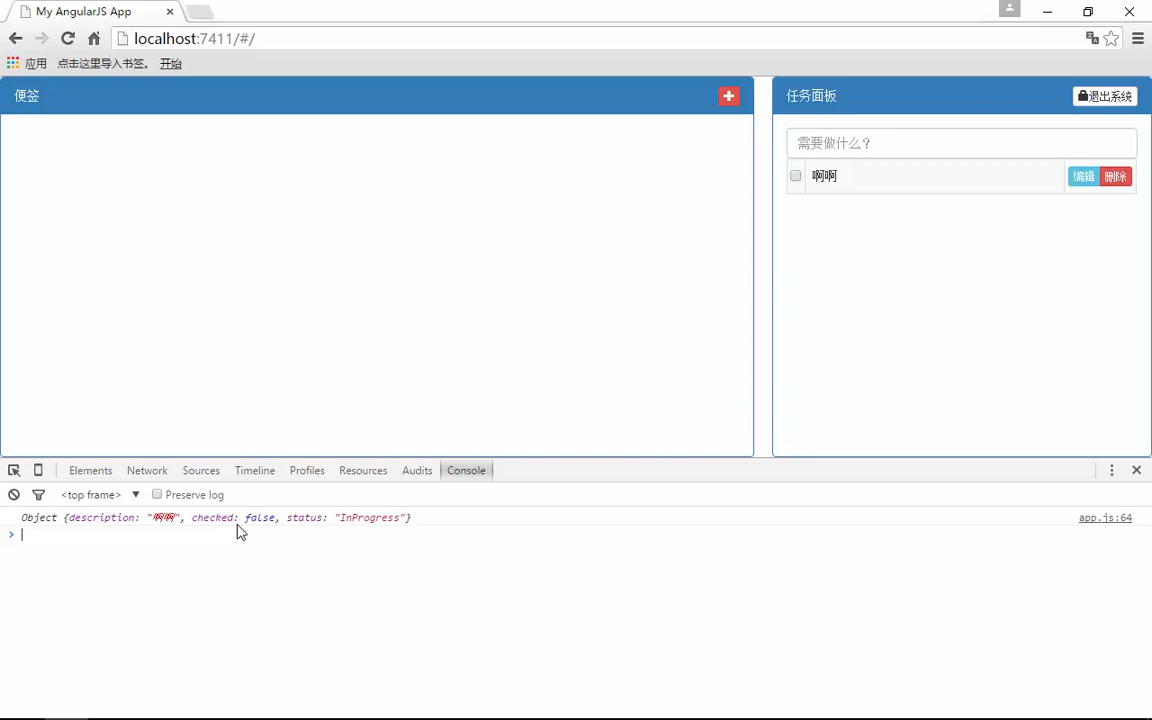 My AngularJS App
localhost:7411/#/
应用 点击这里导入书签。 开始
便签
任务面板 退出系统
需要做什么？
啊啊 编辑 删除
Elements Network Sources Timeline Profiles Resources Audits Console
<top frame> ▼ Preserve log
Object {description: "啊啊", checked: false, status: "InProgress"} app.js:64